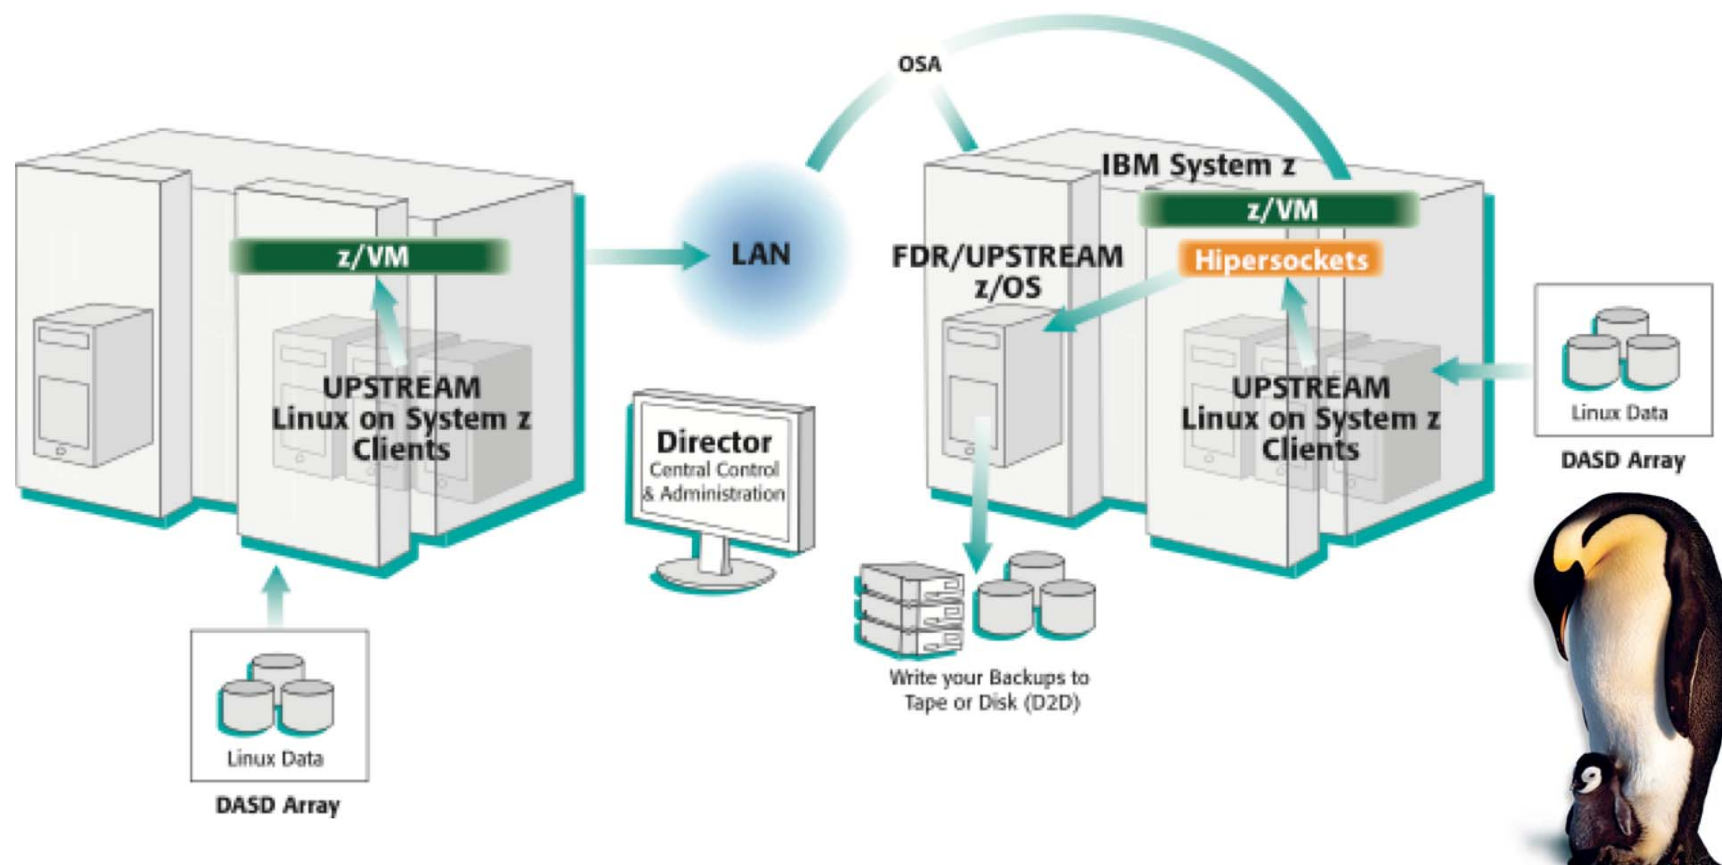 OSA
IBM System z
z/VM
z/VM
LAN
FDR/UPSTREAM
z/OS
Hipersockets
UPSTREAM
Linux on System z
Clients
Director
Central Control
& Administration
UPSTREAM
Linux on System z
Clients
Linux Data
DASD Array
Write your Backups to
Tape or Disk (D2D)
Linux Data
DASD Array